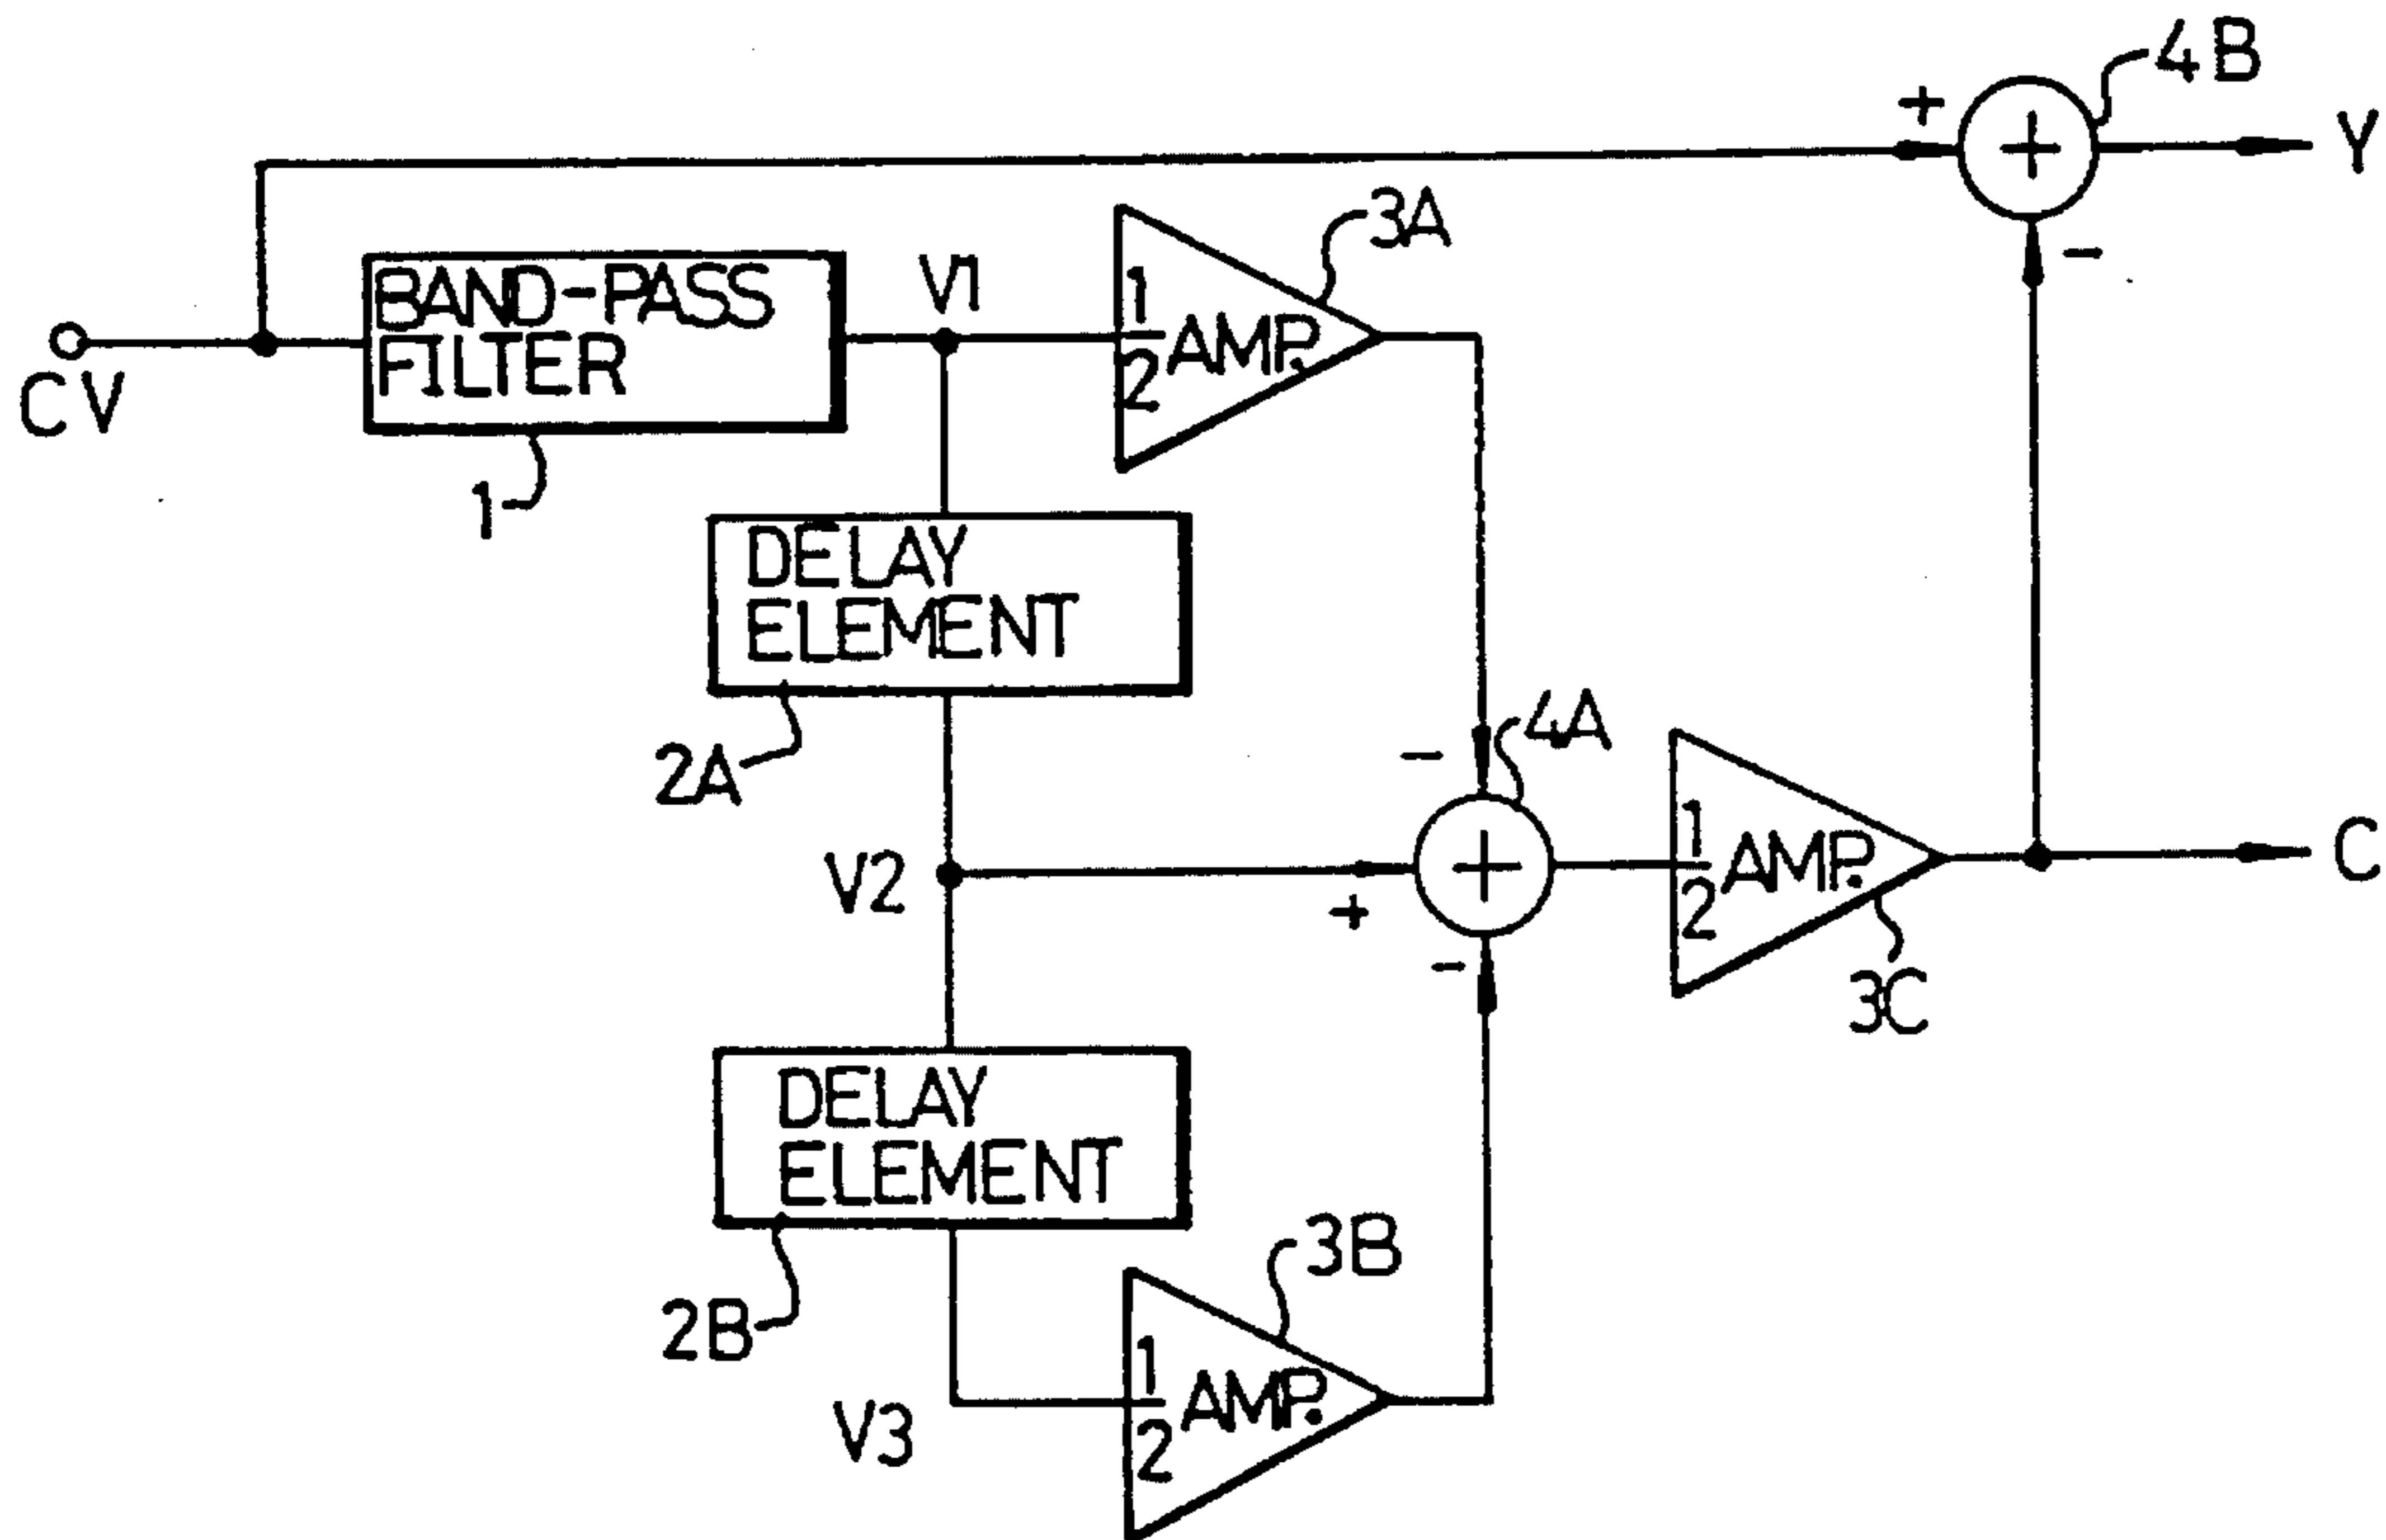 4B
+
Y
-
3A
BAND-PASS
FILTER
V1
1
2
AMP.
CV
1
DELAY
ELEMENT
2A
-
4A
+
V2
+
1
2
AMP.
C
+
-
3C
DELAY
ELEMENT
2B
3B
1
2
AMP.
V3